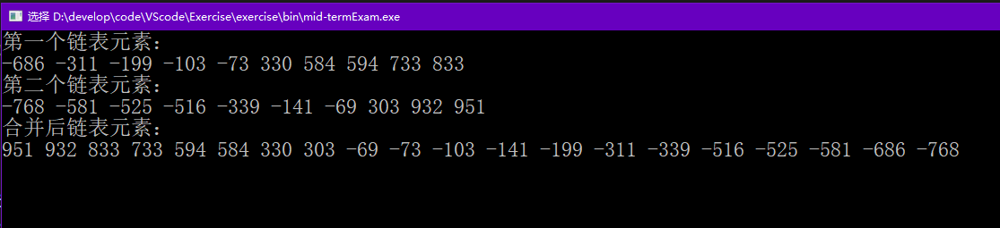 选择 D:\develop\code\VScode\Exercise\exercise\bin\mid-termExam.exe
第一个链表元素:
-686 -311 -199 -103 -73 330 584 594 733 833
第二个链表元素:
-768 -581 -525 -516 -339 -141 -69 303 932 951
合并后链表元素:
951 932 833 733 594 584 330 303 -69 -73 -103 -141 -199 -311 -339 -516 -525 -581 -686 -768